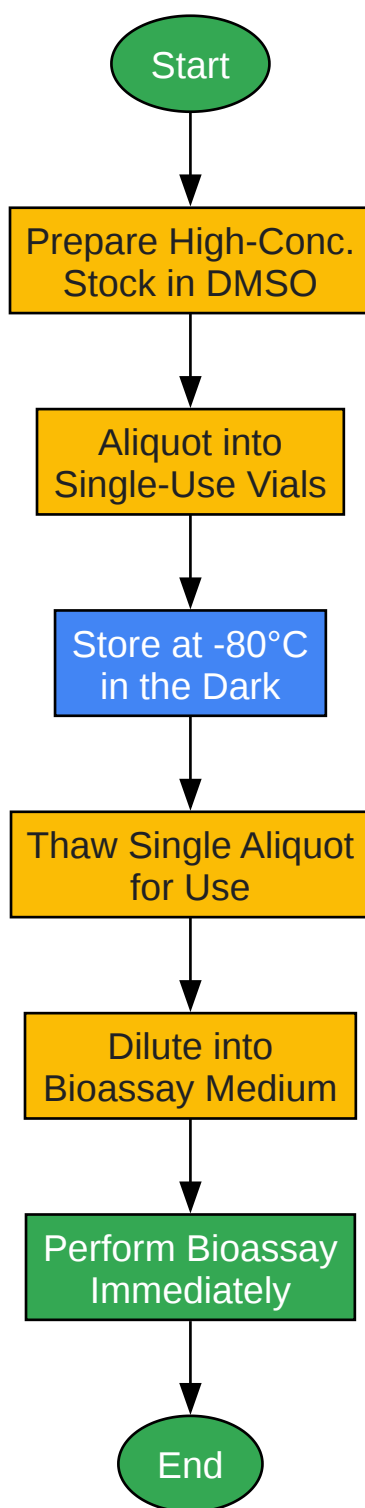 Start
Prepare High-Conc.
Stock in DMSO
Aliquot into
Single-Use Vials
Store at -80°C
in the Dark
Thaw Single Aliquot
for Use
Dilute into
Bioassay Medium
Perform Bioassay
Immediately
End